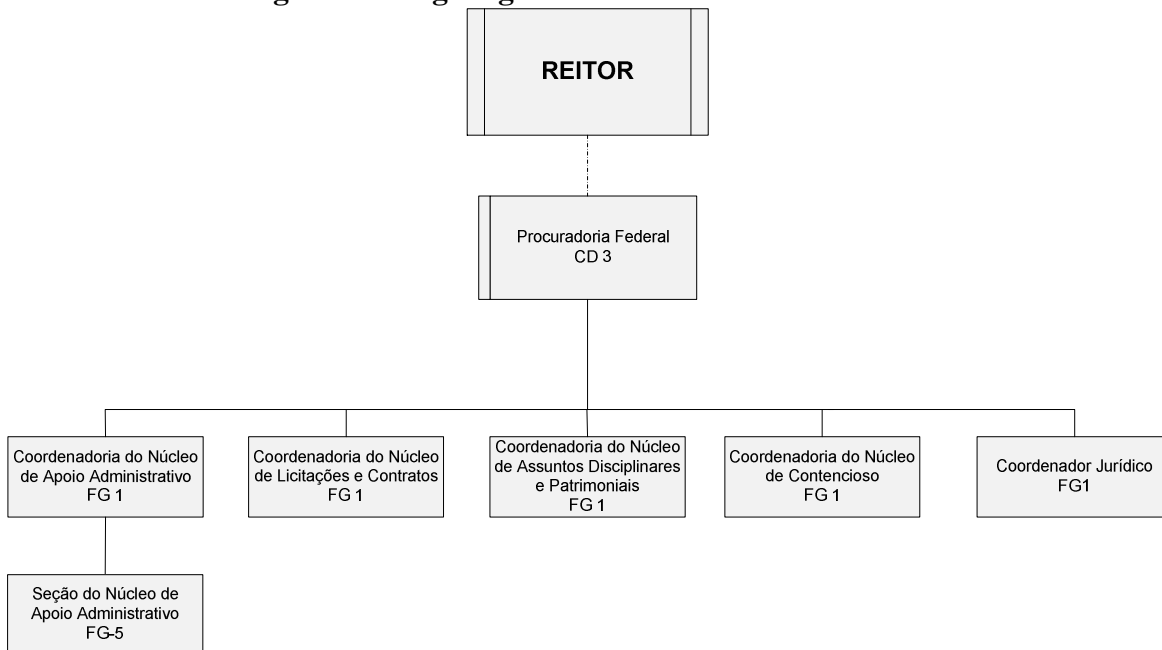 REITOR
Procuradoria Federal
CD 3
Coordenadoria do Núcleo
de Apoio Administrativo
FG 1
Coordenadoria do Núcleo
de Licitações e Contratos
FG 1
Coordenadoria do Núcleo
de Assuntos Disciplinares
e Patrimoniais
FG 1
Coordenadoria do Núcleo
de Contencioso
FG 1
Coordenador Jurídico
FG1
Seção do Núcleo de
Apoio Administrativo
FG-5